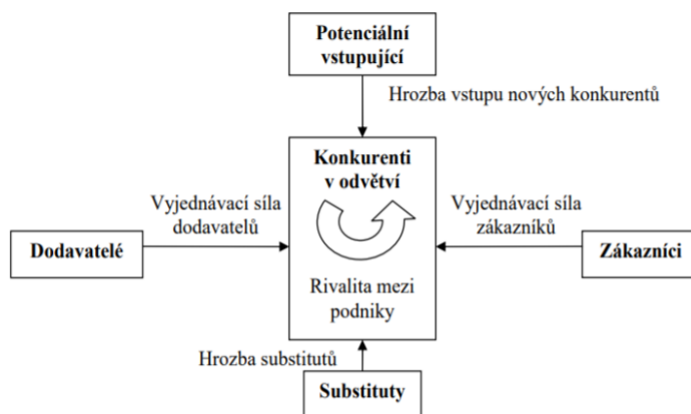 Potenciální
vstupující
Hrozba vstupu nových konkurentů
Konkurenti
v odvětví
Vyjednávací síla
dodavatelů
Vyjednávací síla
zákazníků
Dodavatelé
Zákazníci
Rivalita mezi
podniky
Hrozba substitutů
Substituty